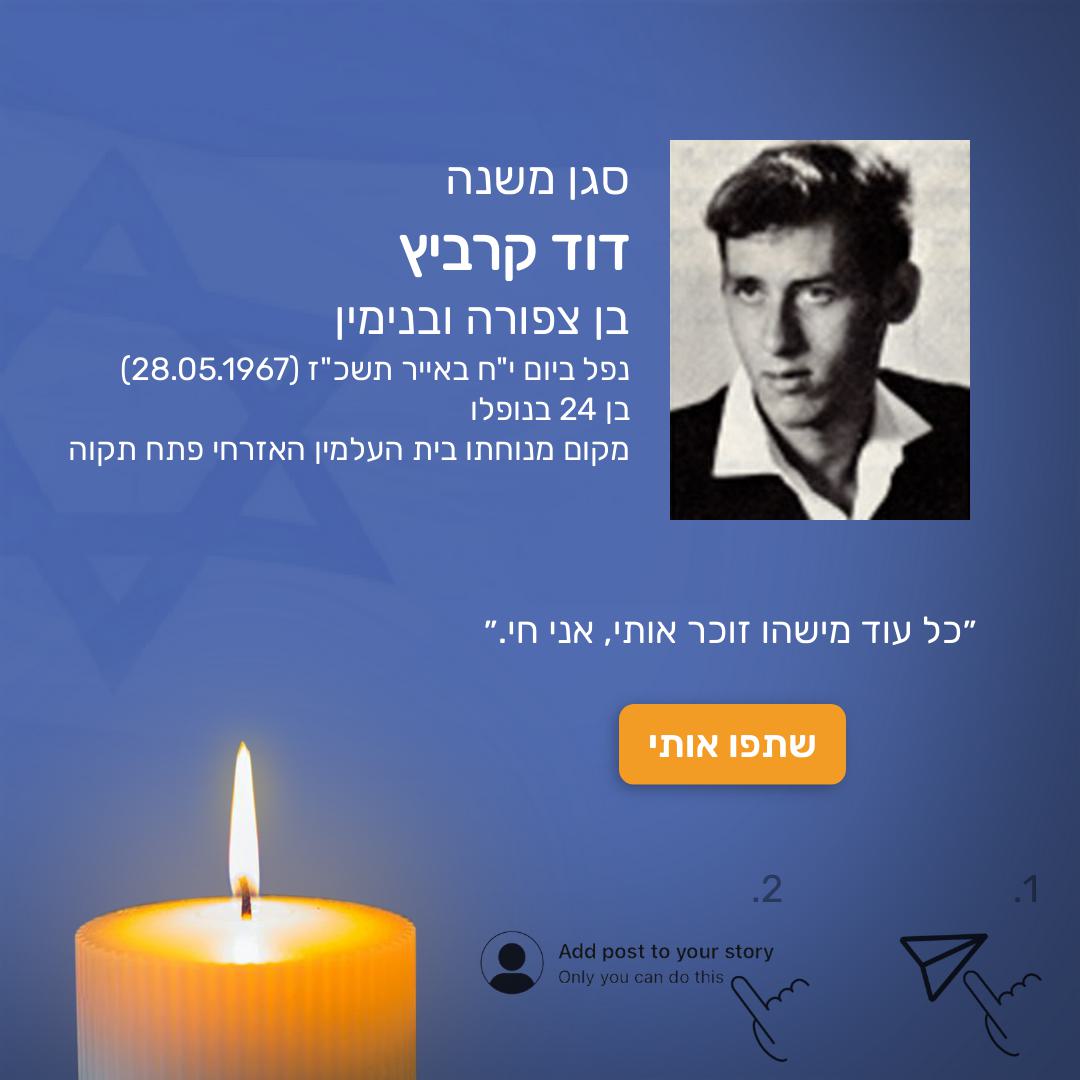 סגן משנה
דוד קרביץ
בן צפורה ובנימין
נפל ביום י"ח באייר תשכ"ז (28.05.1967)
בן 24 בנופלו
מקום מנוחתו בית העלמין האזרחי פתח תקוה
״כל עוד מישהו זוכר אותי, אני חי.״
שתפו אותי
1.
2.
Add post to your story
Only you can do this